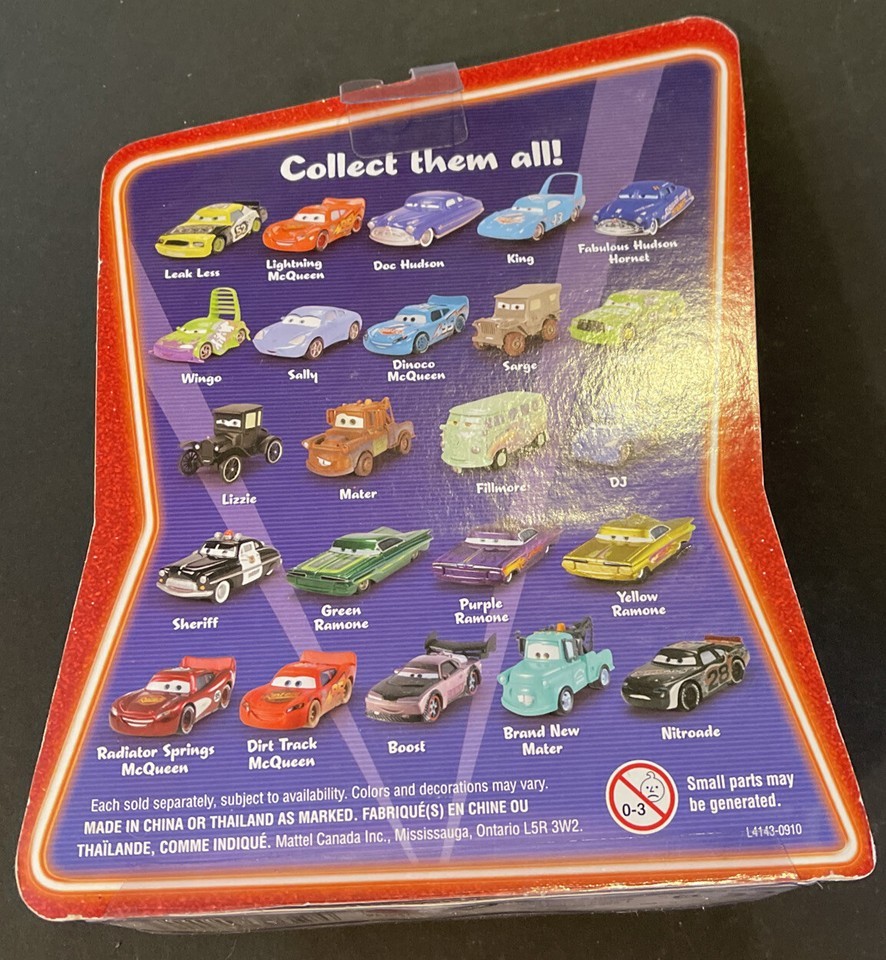 Collect them all!
Leak Less
Lightning
McQueen
Doc Hudson
King
Fabulous Hudson
Hornet
Wingo
Sally
Dinoco
McQueen
Sarge
Lizzie
Mater
Fillmore
DJ
Sheriff
Green
Ramone
Purple
Ramone
Yellow
Ramone
Radiator Springs
McQueen
Dirt Track
McQueen
Boost
Brand New
Mater
Nitroade
Each sold separately, subject to availability. Colors and decorations may vary.
MADE IN CHINA OR THAILAND AS MARKED. FABRIQUÉ(S) EN CHINE OU
THAÏLANDE, COMME INDIQUÉ. Mattel Canada Inc., Mississauga, Ontario L5R 3W2.
0-3
Small parts may
be generated.
L4143-0910